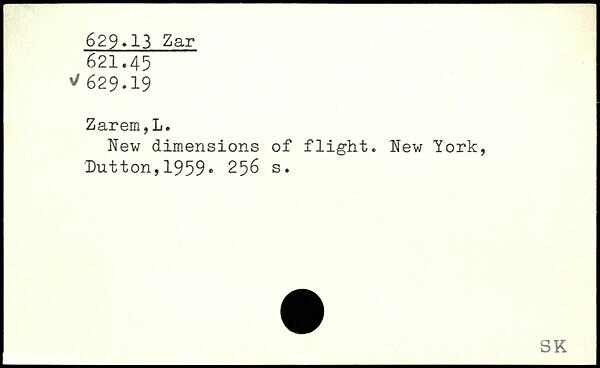 629.13 Zar
621.45
✓ 629.19
Zarem,L.
New dimensions of flight. New York,
Dutton,1959. 256 s.
SK